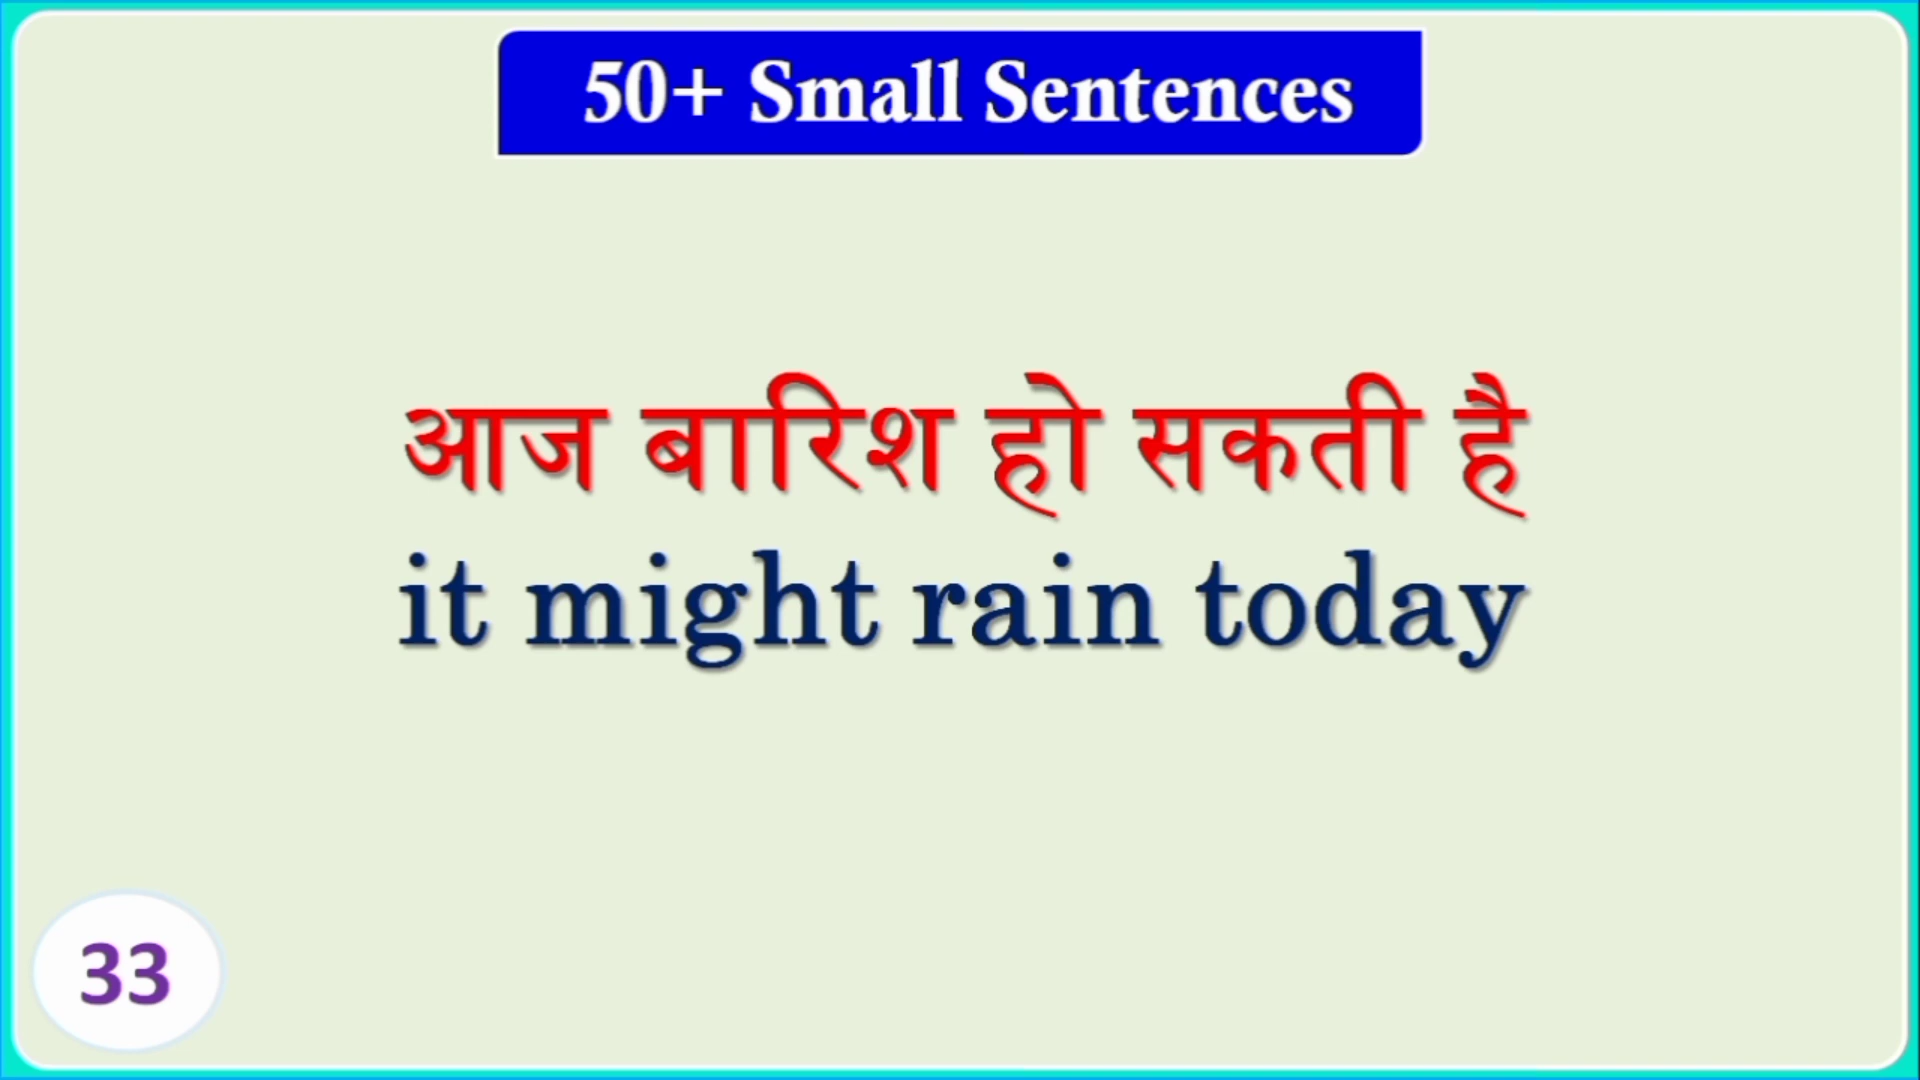 50+ Small Sentences
आज बारिश हो सकती है
it might rain today
33